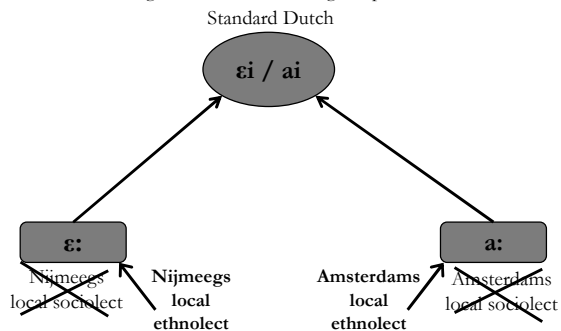 Standard Dutch
εi / ai
ε:
a:
Nijmeegs
local sociolect
Nijmeegs
local
ethnolect
Amsterdams
local
ethnolect
Amsterdams
local sociolect